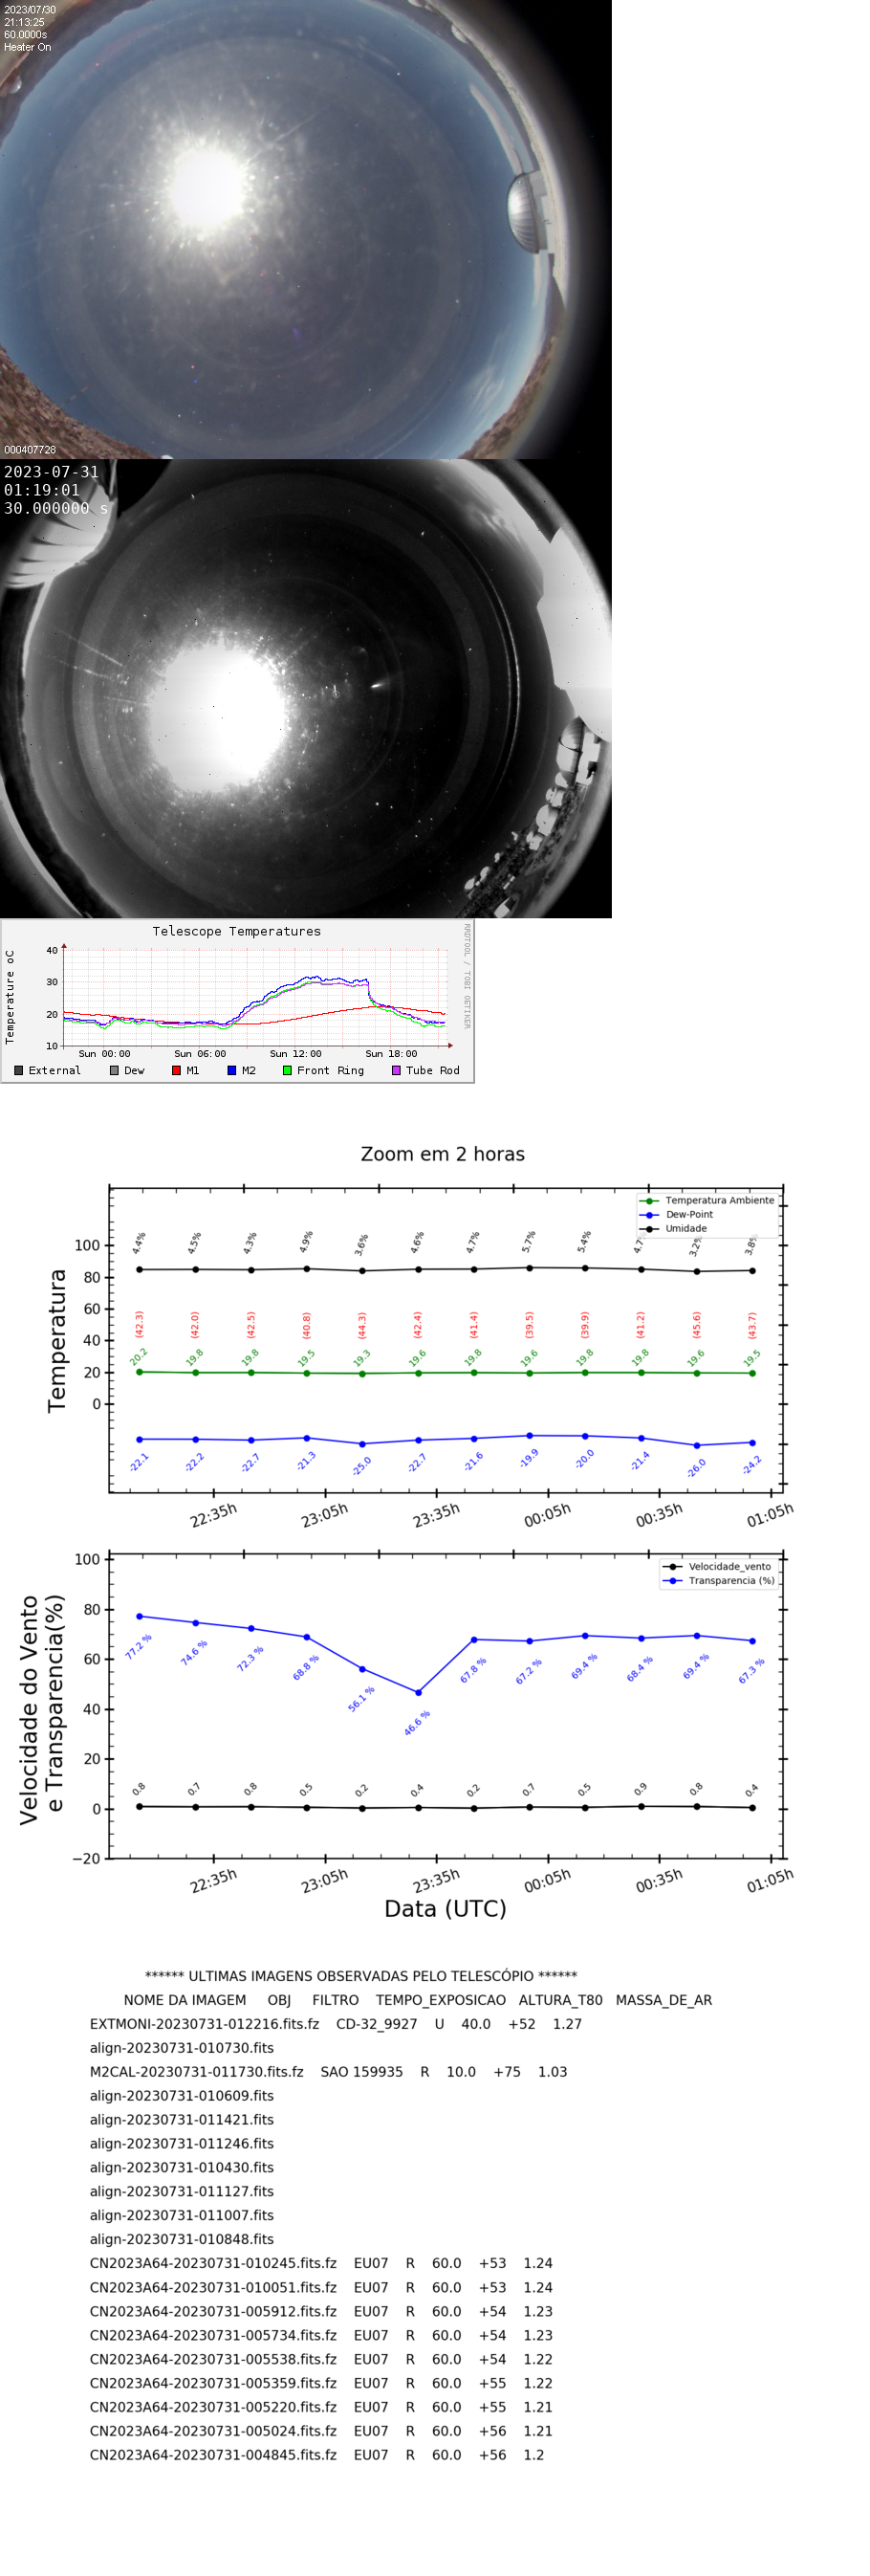 2023/07/30
21:13:25
60.0000s
Heater On
000407728
2023-07-31
01:19:01
30.000000 s
Telescope Temperatures
RRDTOOL / TOBI OETIKER
Temperature oC
40
30
20
10
Sun 00:00 Sun 06:00 Sun 12:00 Sun 18:00
External Dew M1 M2 Front Ring Tube Rod
Zoom em 2 horas
Temperatura Ambiente
Dew-Point
Umidade
Temperatura
100
80
60
40
20
0
4.4% 4.5% 4.3% 4.9% 3.6% 4.6% 4.7% 5.7% 5.4% 4.7 3.2% 3.8%
(42.3) (42.0) (42.5) (40.8) (44.3) (42.4) (41.4) (39.5) (39.9) (41.2) (45.6) (43.7)
20.2 19.8 19.8 19.5 19.3 19.6 19.8 19.6 19.8 19.8 19.6 19.5
-22.1 -22.2 -22.7 -21.3 -25.0 -22.7 -21.6 -19.9 -20.0 -21.4 -26.0 -24.2
22:35h 23:05h 23:35h 00:05h 00:35h 01:05h
Velocidade_vento
Transparencia (%)
Velocidade do Vento
e Transparencia(%)
100
80
60
40
20
0
−20
77.2 % 74.6 % 72.3 % 68.8 % 56.1 % 46.6 % 67.8 % 67.2 % 69.4 % 68.4 % 69.4 % 67.3 %
0.8 0.7 0.8 0.5 0.2 0.4 0.2 0.7 0.5 0.9 0.8 0.4
22:35h 23:05h 23:35h 00:05h 00:35h 01:05h
Data (UTC)
****** ULTIMAS IMAGENS OBSERVADAS PELO TELESCÓPIO ******
NOME DA IMAGEM OBJ FILTRO TEMPO_EXPOSICAO ALTURA_T80 MASSA_DE_AR
EXTMONI-20230731-012216.fits.fz CD-32_9927 U 40.0 +52 1.27
align-20230731-010730.fits
M2CAL-20230731-011730.fits.fz SAO 159935 R 10.0 +75 1.03
align-20230731-010609.fits
align-20230731-011421.fits
align-20230731-011246.fits
align-20230731-010430.fits
align-20230731-011127.fits
align-20230731-011007.fits
align-20230731-010848.fits
CN2023A64-20230731-010245.fits.fz EU07 R 60.0 +53 1.24
CN2023A64-20230731-010051.fits.fz EU07 R 60.0 +53 1.24
CN2023A64-20230731-005912.fits.fz EU07 R 60.0 +54 1.23
CN2023A64-20230731-005734.fits.fz EU07 R 60.0 +54 1.23
CN2023A64-20230731-005538.fits.fz EU07 R 60.0 +54 1.22
CN2023A64-20230731-005359.fits.fz EU07 R 60.0 +55 1.22
CN2023A64-20230731-005220.fits.fz EU07 R 60.0 +55 1.21
CN2023A64-20230731-005024.fits.fz EU07 R 60.0 +56 1.21
CN2023A64-20230731-004845.fits.fz EU07 R 60.0 +56 1.2